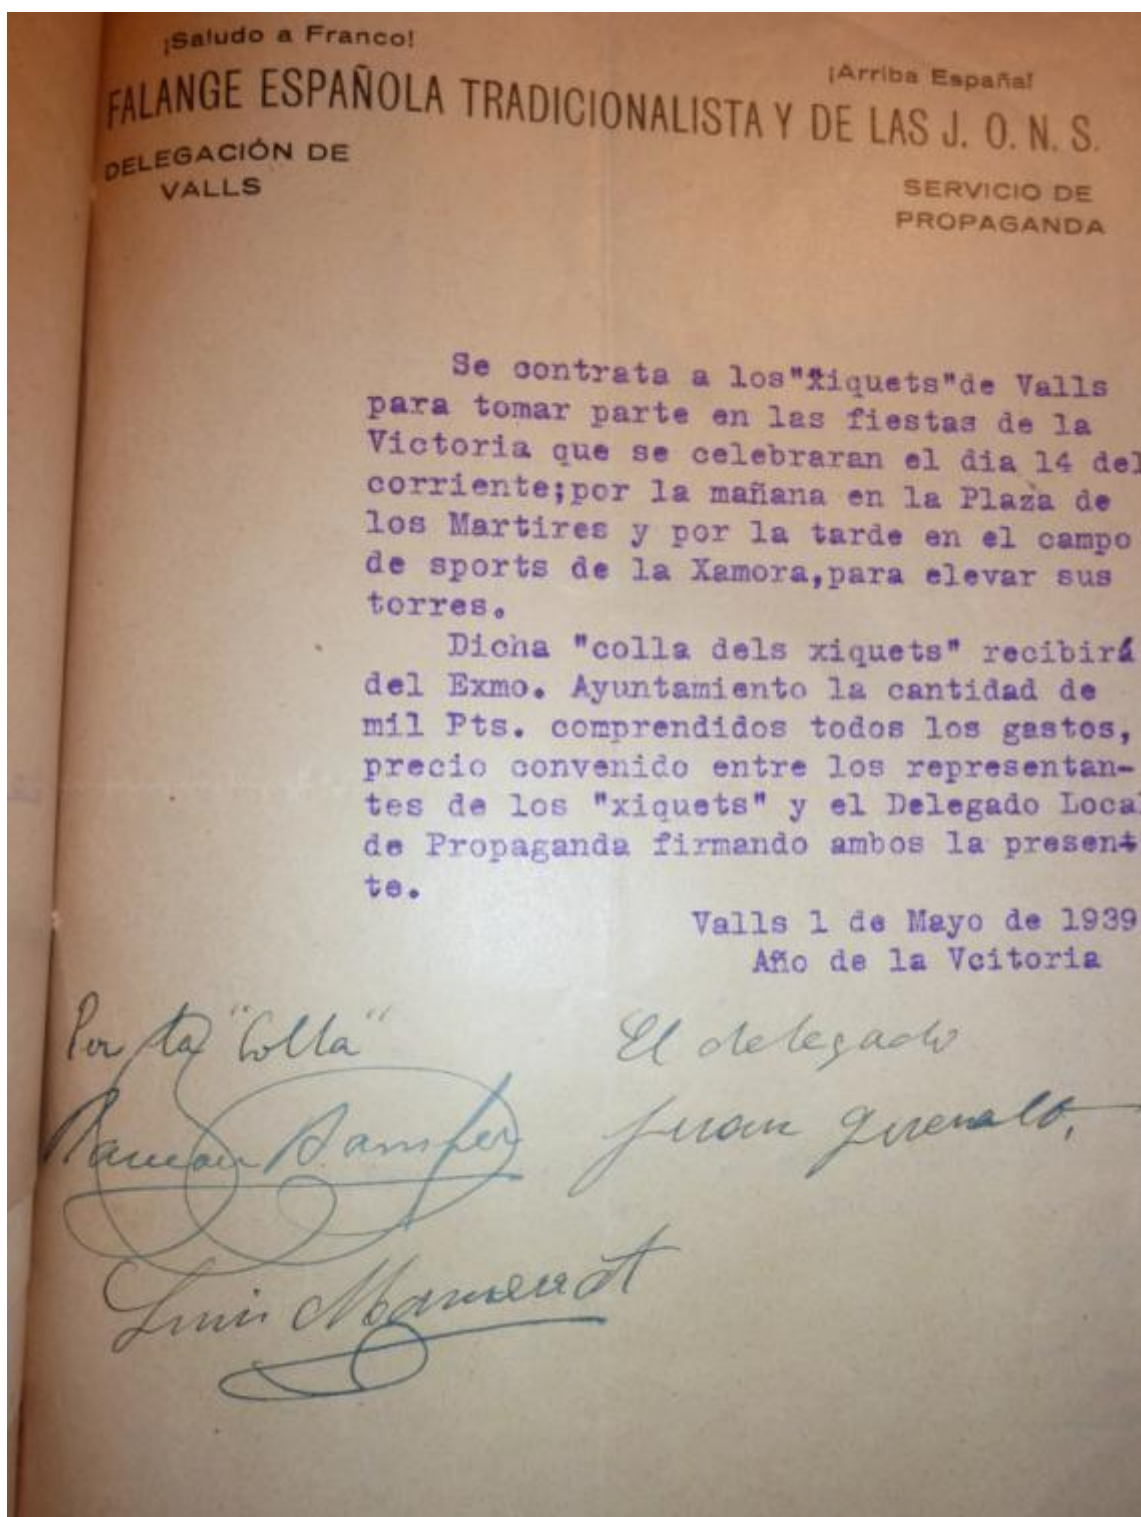 ¡Saludo a Franco!
¡Arriba España!
FALANGE ESPAÑOLA TRADICIONALISTA Y DE LAS J. O. N. S.
DELEGACIÓN DE
VALLS
SERVICIO DE
PROPAGANDA
Se contrata a los"Xiquets"de Valls
para tomar parte en las fiestas de la
Victoria que se celebraran el dia 14 del
corriente;por la mañana en la Plaza de
los Martires y por la tarde en el campo
de sports de la Xamora,para elevar sus
torres.
Dicha "colla dels xiquets" recibirá
del Exmo. Ayuntamiento la cantidad de
mil Pts. comprendidos todos los gastos,
precio convenido entre los representan-
tes de los "xiquets" y el Delegado Local
de Propaganda firmando ambos la presen-
te.
Valls 1 de Mayo de 1939
Año de la Vcitoria
Por la "Colla"
El delegado
Ramon
Juan
Luis